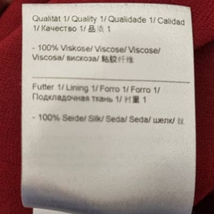 Qualität 1/ Quality 1/ Qualidade 1/ Calidad
1/ Качество 1/ 品质 1
- 100% Viskose/ Viscose/ Viscose/
Viscosa/ вискоза/ 黏胶纤维
Futter 1/ Lining 1/ Forro 1/ Forro 1/
Подкладочная ткань 1/ 衬里 1
- 100% Seide/ Silk/ Seda/ Seda/ шелк/ 丝